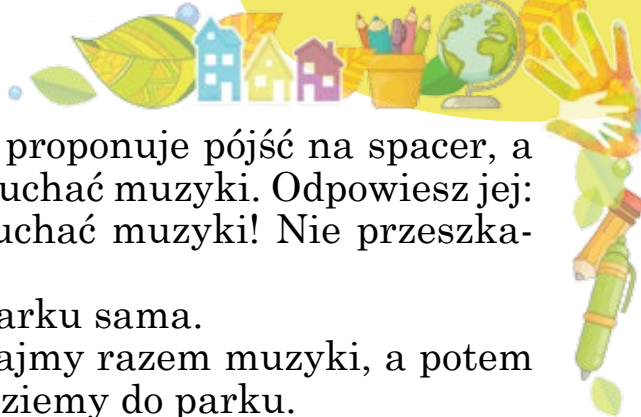 proponuje pójść na spacer, a
uchać muzyki. Odpowiesz jej:
uchać muzyki! Nie przeszka-
arku sama.
ajmy razem muzyki, a potem
ziemy do parku.